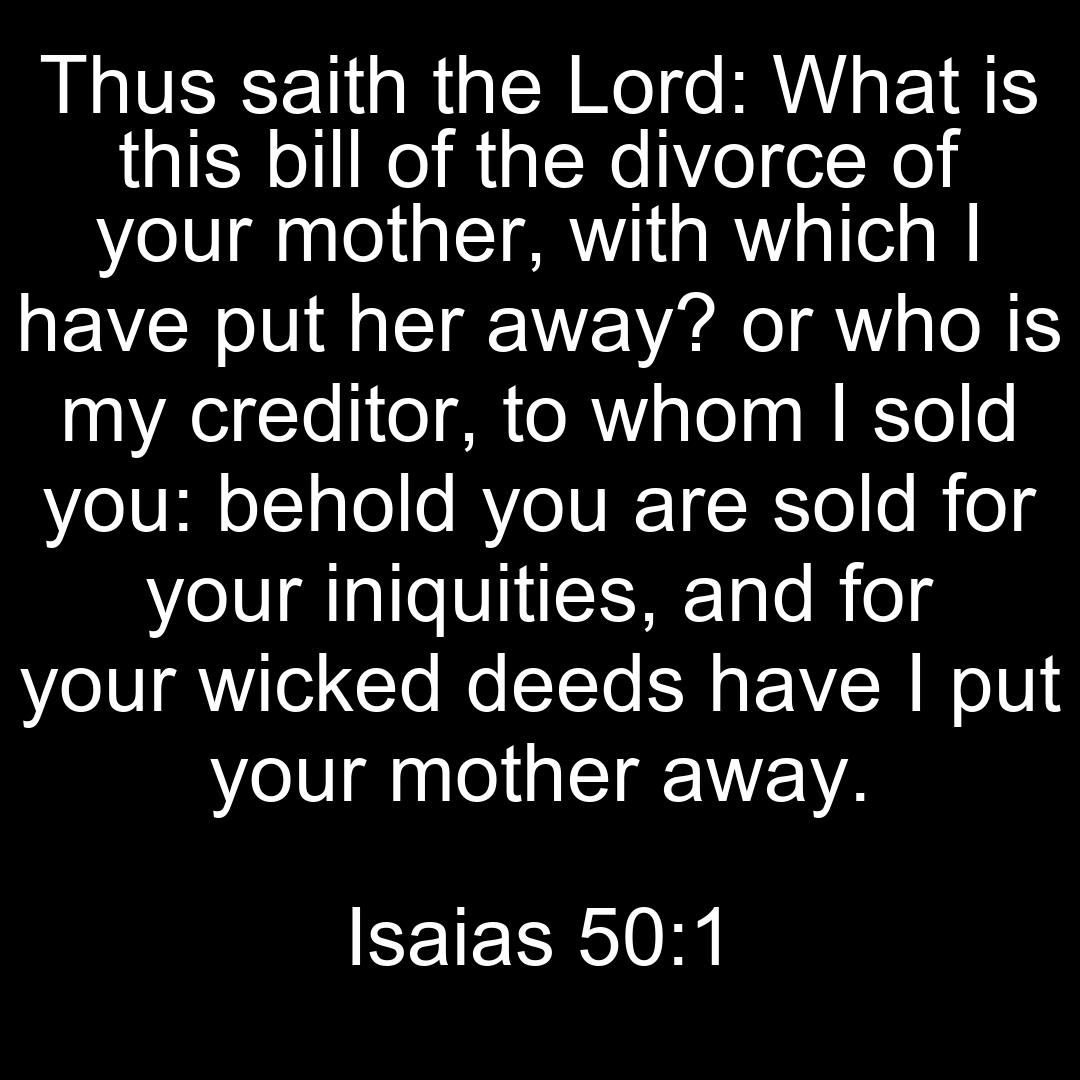 Thus saith the Lord: What is
this bill of the divorce of
your mother, with which I
have put her away? or who is
my creditor, to whom I sold
you: behold you are sold for
your iniquities, and for
your wicked deeds have I put
your mother away.
Isaias 50:1